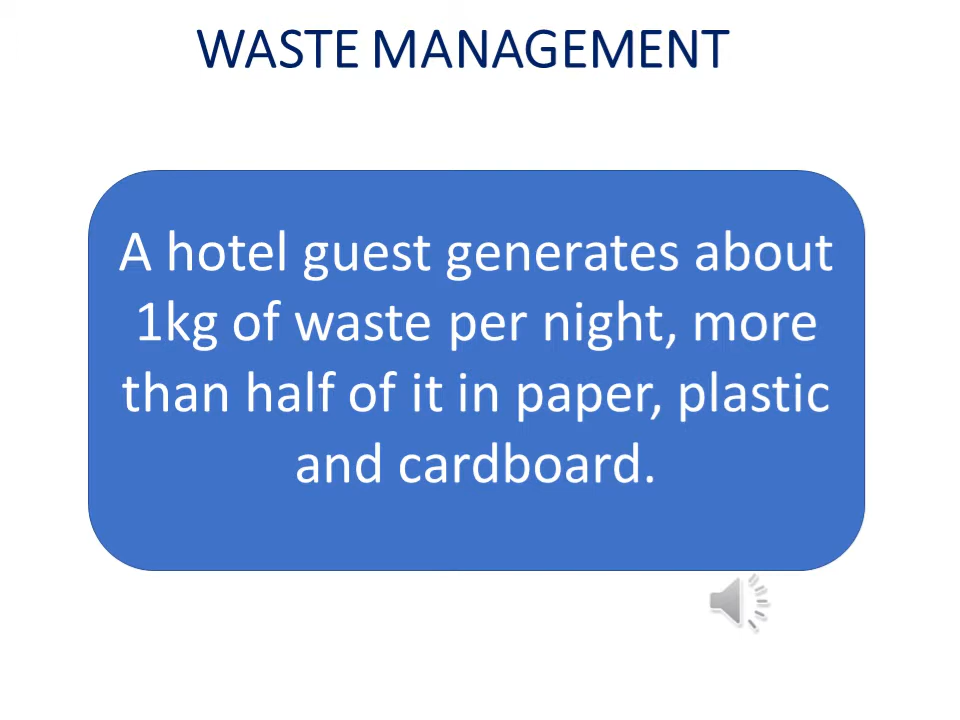 WASTE MANAGEMENT
A hotel guest generates about
1kg of waste per night, more
than half of it in paper, plastic
and cardboard.